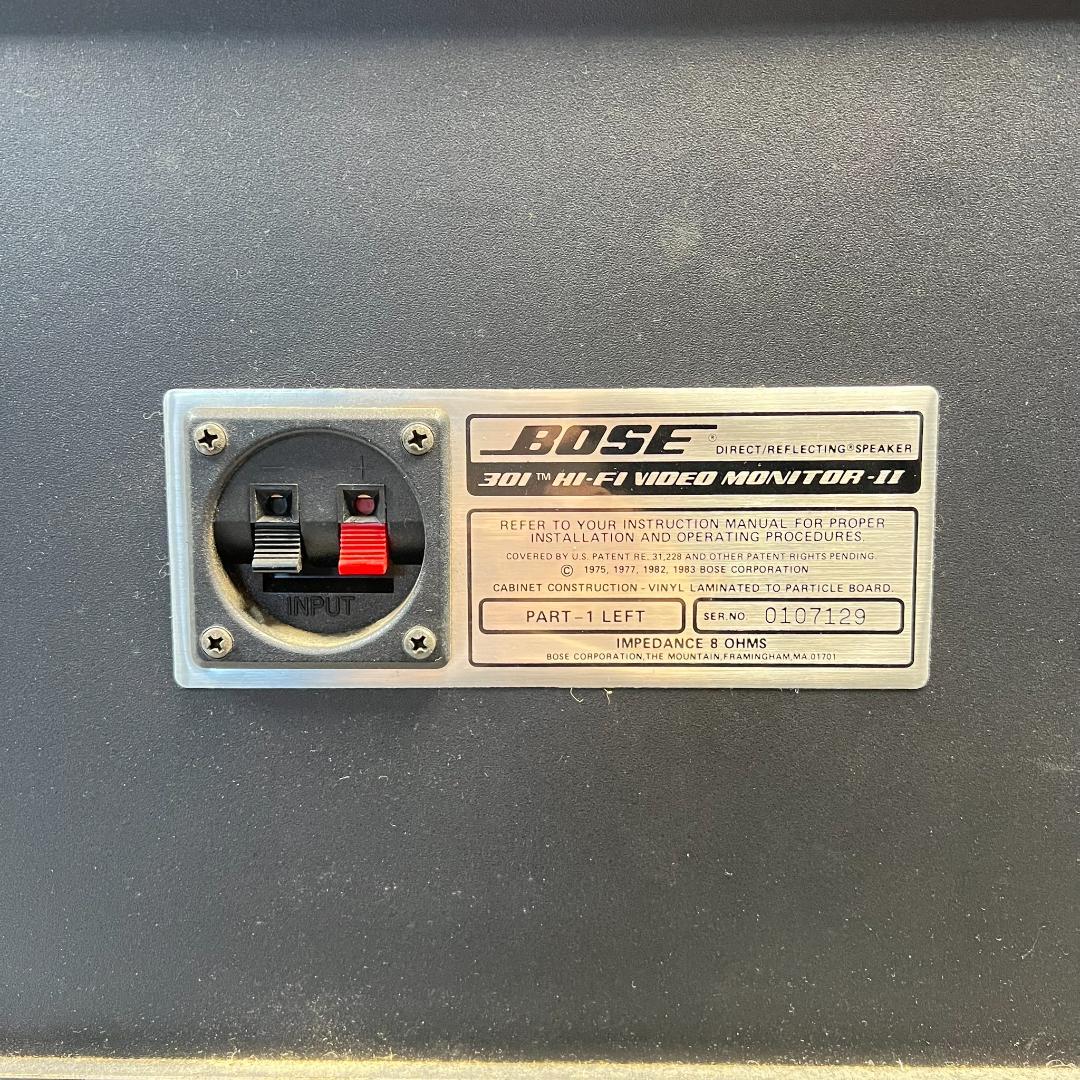 BOSE® DIRECT/REFLECTING® SPEAKER
301™ HI-FI VIDEO MONITOR-II
REFER TO YOUR INSTRUCTION MANUAL FOR PROPER
INSTALLATION AND OPERATING PROCEDURES.
COVERED BY U.S. PATENT RE. 31,228 AND OTHER PATENT RIGHTS PENDING.
© 1975, 1977, 1982, 1983 BOSE CORPORATION
CABINET CONSTRUCTION - VINYL LAMINATED TO PARTICLE BOARD.
PART-1 LEFT
SER.NO. 0107129
IMPEDANCE 8 OHMS
BOSE CORPORATION, THE MOUNTAIN, FRAMINGHAM, MA. 01701
- +
INPUT